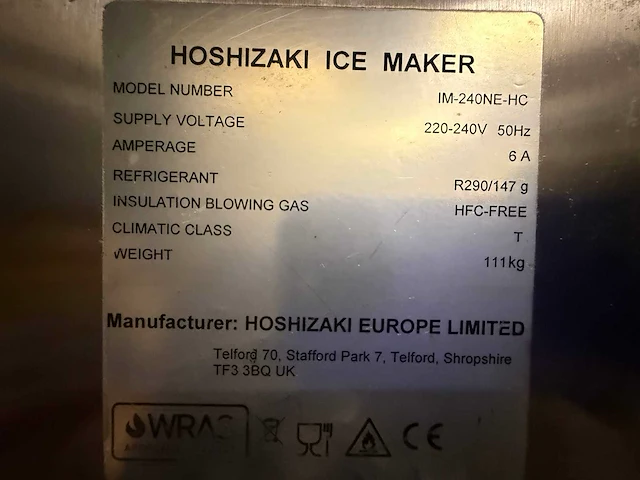 HOSHIZAKI ICE MAKER
MODEL NUMBER IM-240NE-HC
SUPPLY VOLTAGE 220-240V 50Hz
AMPERAGE 6 A
REFRIGERANT R290/147 g
INSULATION BLOWING GAS HFC-FREE
CLIMATIC CLASS T
WEIGHT 111kg
Manufacturer: HOSHIZAKI EUROPE LIMITED
Telford 70, Stafford Park 7, Telford, Shropshire
TF3 3BQ UK
WRAS CE